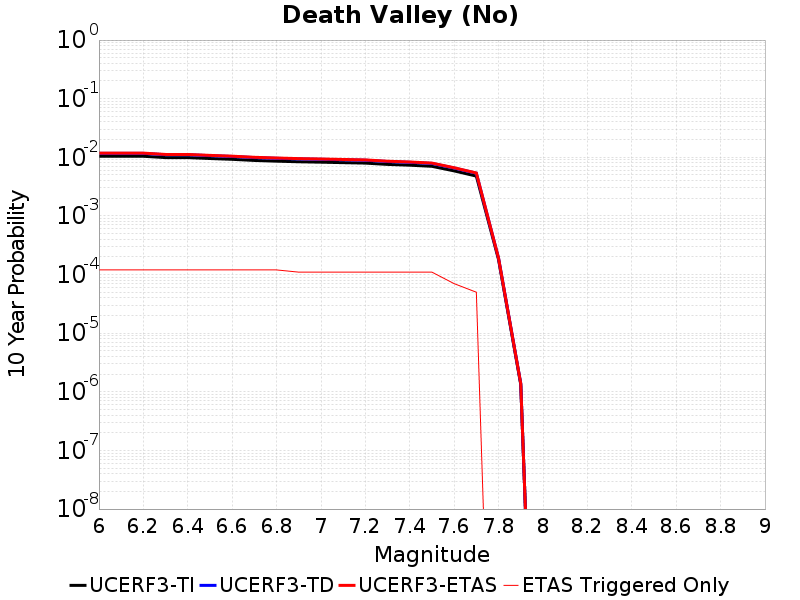 Death Valley (No)
10^0
10^-1
10^-2
10^-3
10^-4
10^-5
10^-6
10^-7
10^-8
10 Year Probability
6 6.2 6.4 6.6 6.8 7 7.2 7.4 7.6 7.8 8 8.2 8.4 8.6 8.8 9
Magnitude
UCERF3-TI UCERF3-TD UCERF3-ETAS ETAS Triggered Only